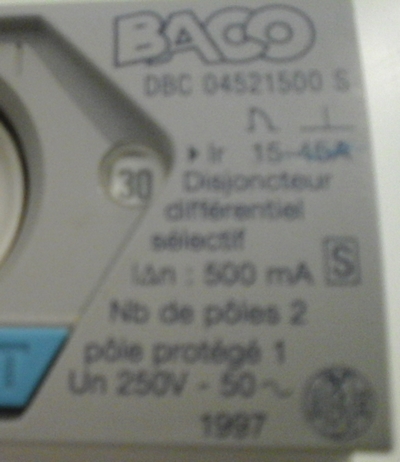 BACO
DBC 04521500 S
Ir 15-45A
30
Disjoncteur
différentiel
sélectif
S
I∆n : 500 mA
Nb de pôles 2
pôle protégé 1
Un 250V - 50 ~
1997